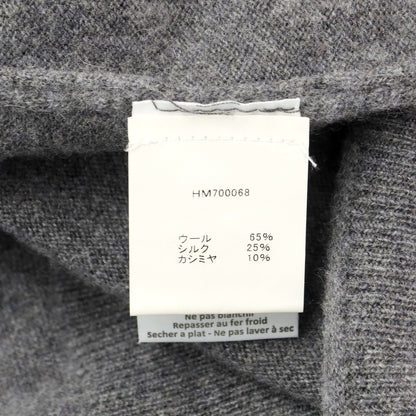 HM700068
ウール 65%
シルク 25%
カシミヤ 10%
Ne pas blanchir
Repasser au fer froid
Secher a plat - Ne pas laver à sec